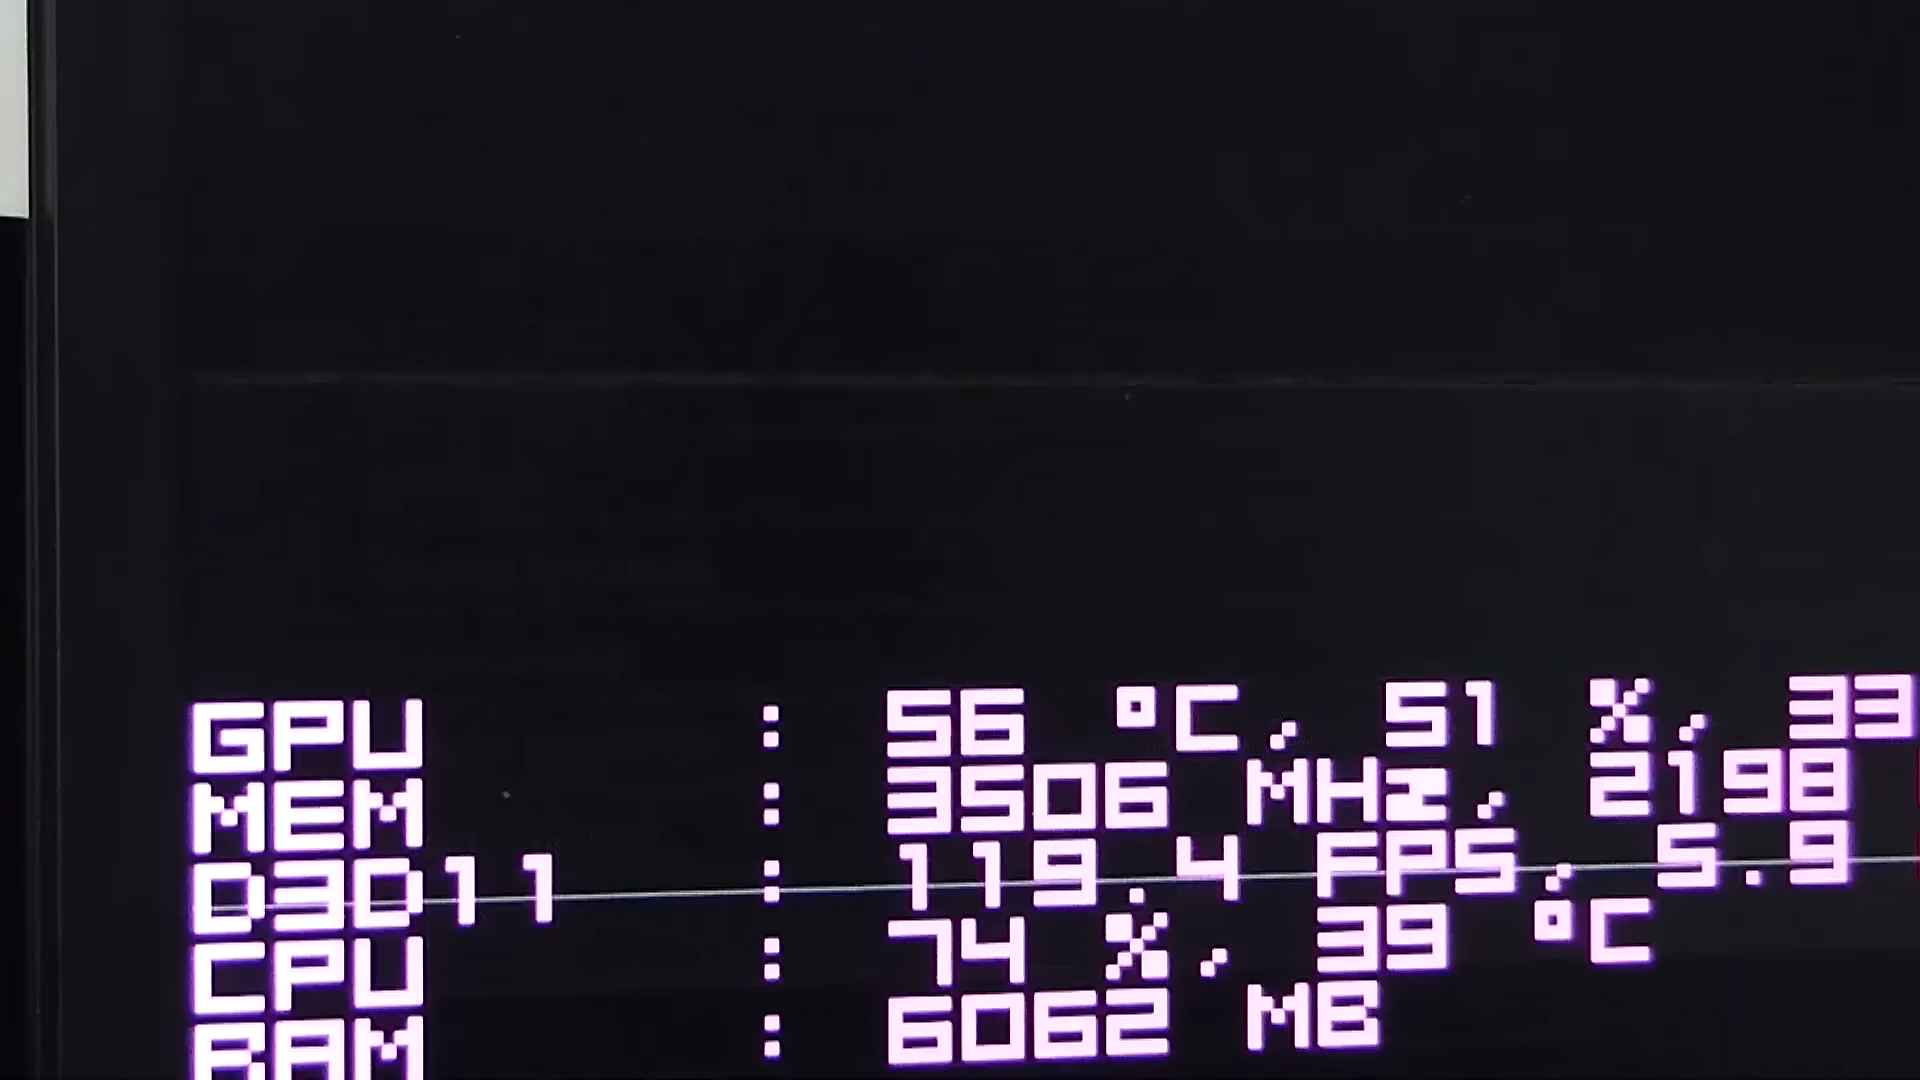 GPU : 56 °C, 51 %, 33
MEM : 3506 MHz, 2198
D3D11 : 119.4 FPS, 5.9
CPU : 74 %, 39 °C
RAM : 6062 MB